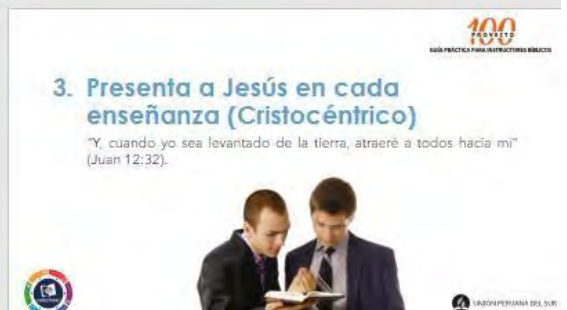 100
PROYECTO
GUÍA PRÁCTICA PARA INSTRUCTORES BÍBLICOS
3. Presenta a Jesús en cada
enseñanza (Cristocéntrico)
"Y, cuando yo sea levantado de la tierra, atraeré a todos hacia mí"
(Juan 12:32).
UNIÓN PERUANA DEL SUR